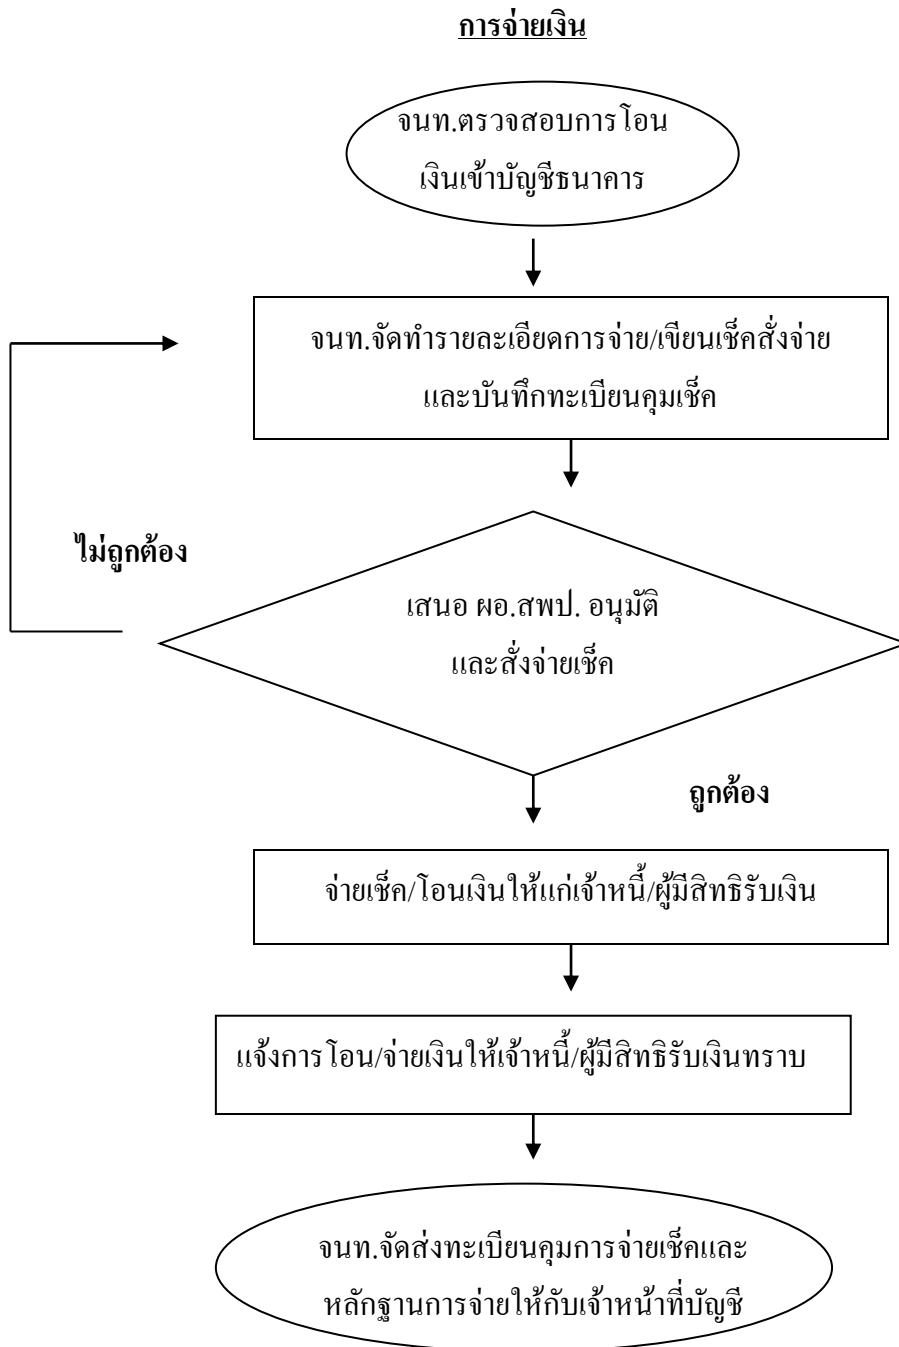 การจ่ายเงิน
จนท.ตรวจสอบการโอน
เงินเข้าบัญชีธนาคาร
จนท.จัดทำรายละเอียดการจ่าย/เขียนเช็คสั่งจ่าย
และบันทึกทะเบียนคุมเช็ค
ไม่ถูกต้อง
เสนอ ผอ.สพป. อนุมัติ
และสั่งจ่ายเช็ค
ถูกต้อง
จ่ายเช็ค/โอนเงินให้แก่เจ้าหนี้/ผู้มีสิทธิรับเงิน
แจ้งการโอน/จ่ายเงินให้เจ้าหนี้/ผู้มีสิทธิรับเงินทราบ
จนท.จัดส่งทะเบียนคุมการจ่ายเช็คและ
หลักฐานการจ่ายให้กับเจ้าหน้าที่บัญชี